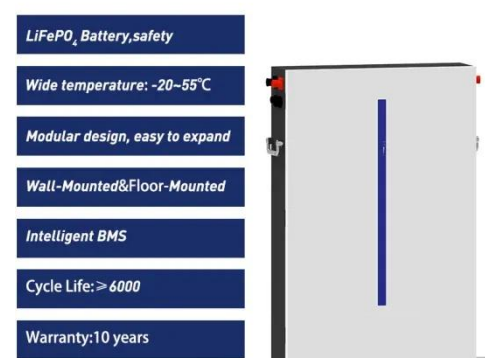 LiFePO₄ Battery,safety
Wide temperature: -20~55℃
Modular design, easy to expand
Wall-Mounted&Floor-Mounted
Intelligent BMS
Cycle Life:≥6000
Warranty:10 years